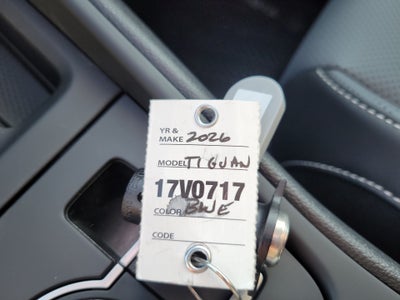 YR &
MAKE 2026
MODEL TIGUAN
17V0717
COLOR BLUE
CODE